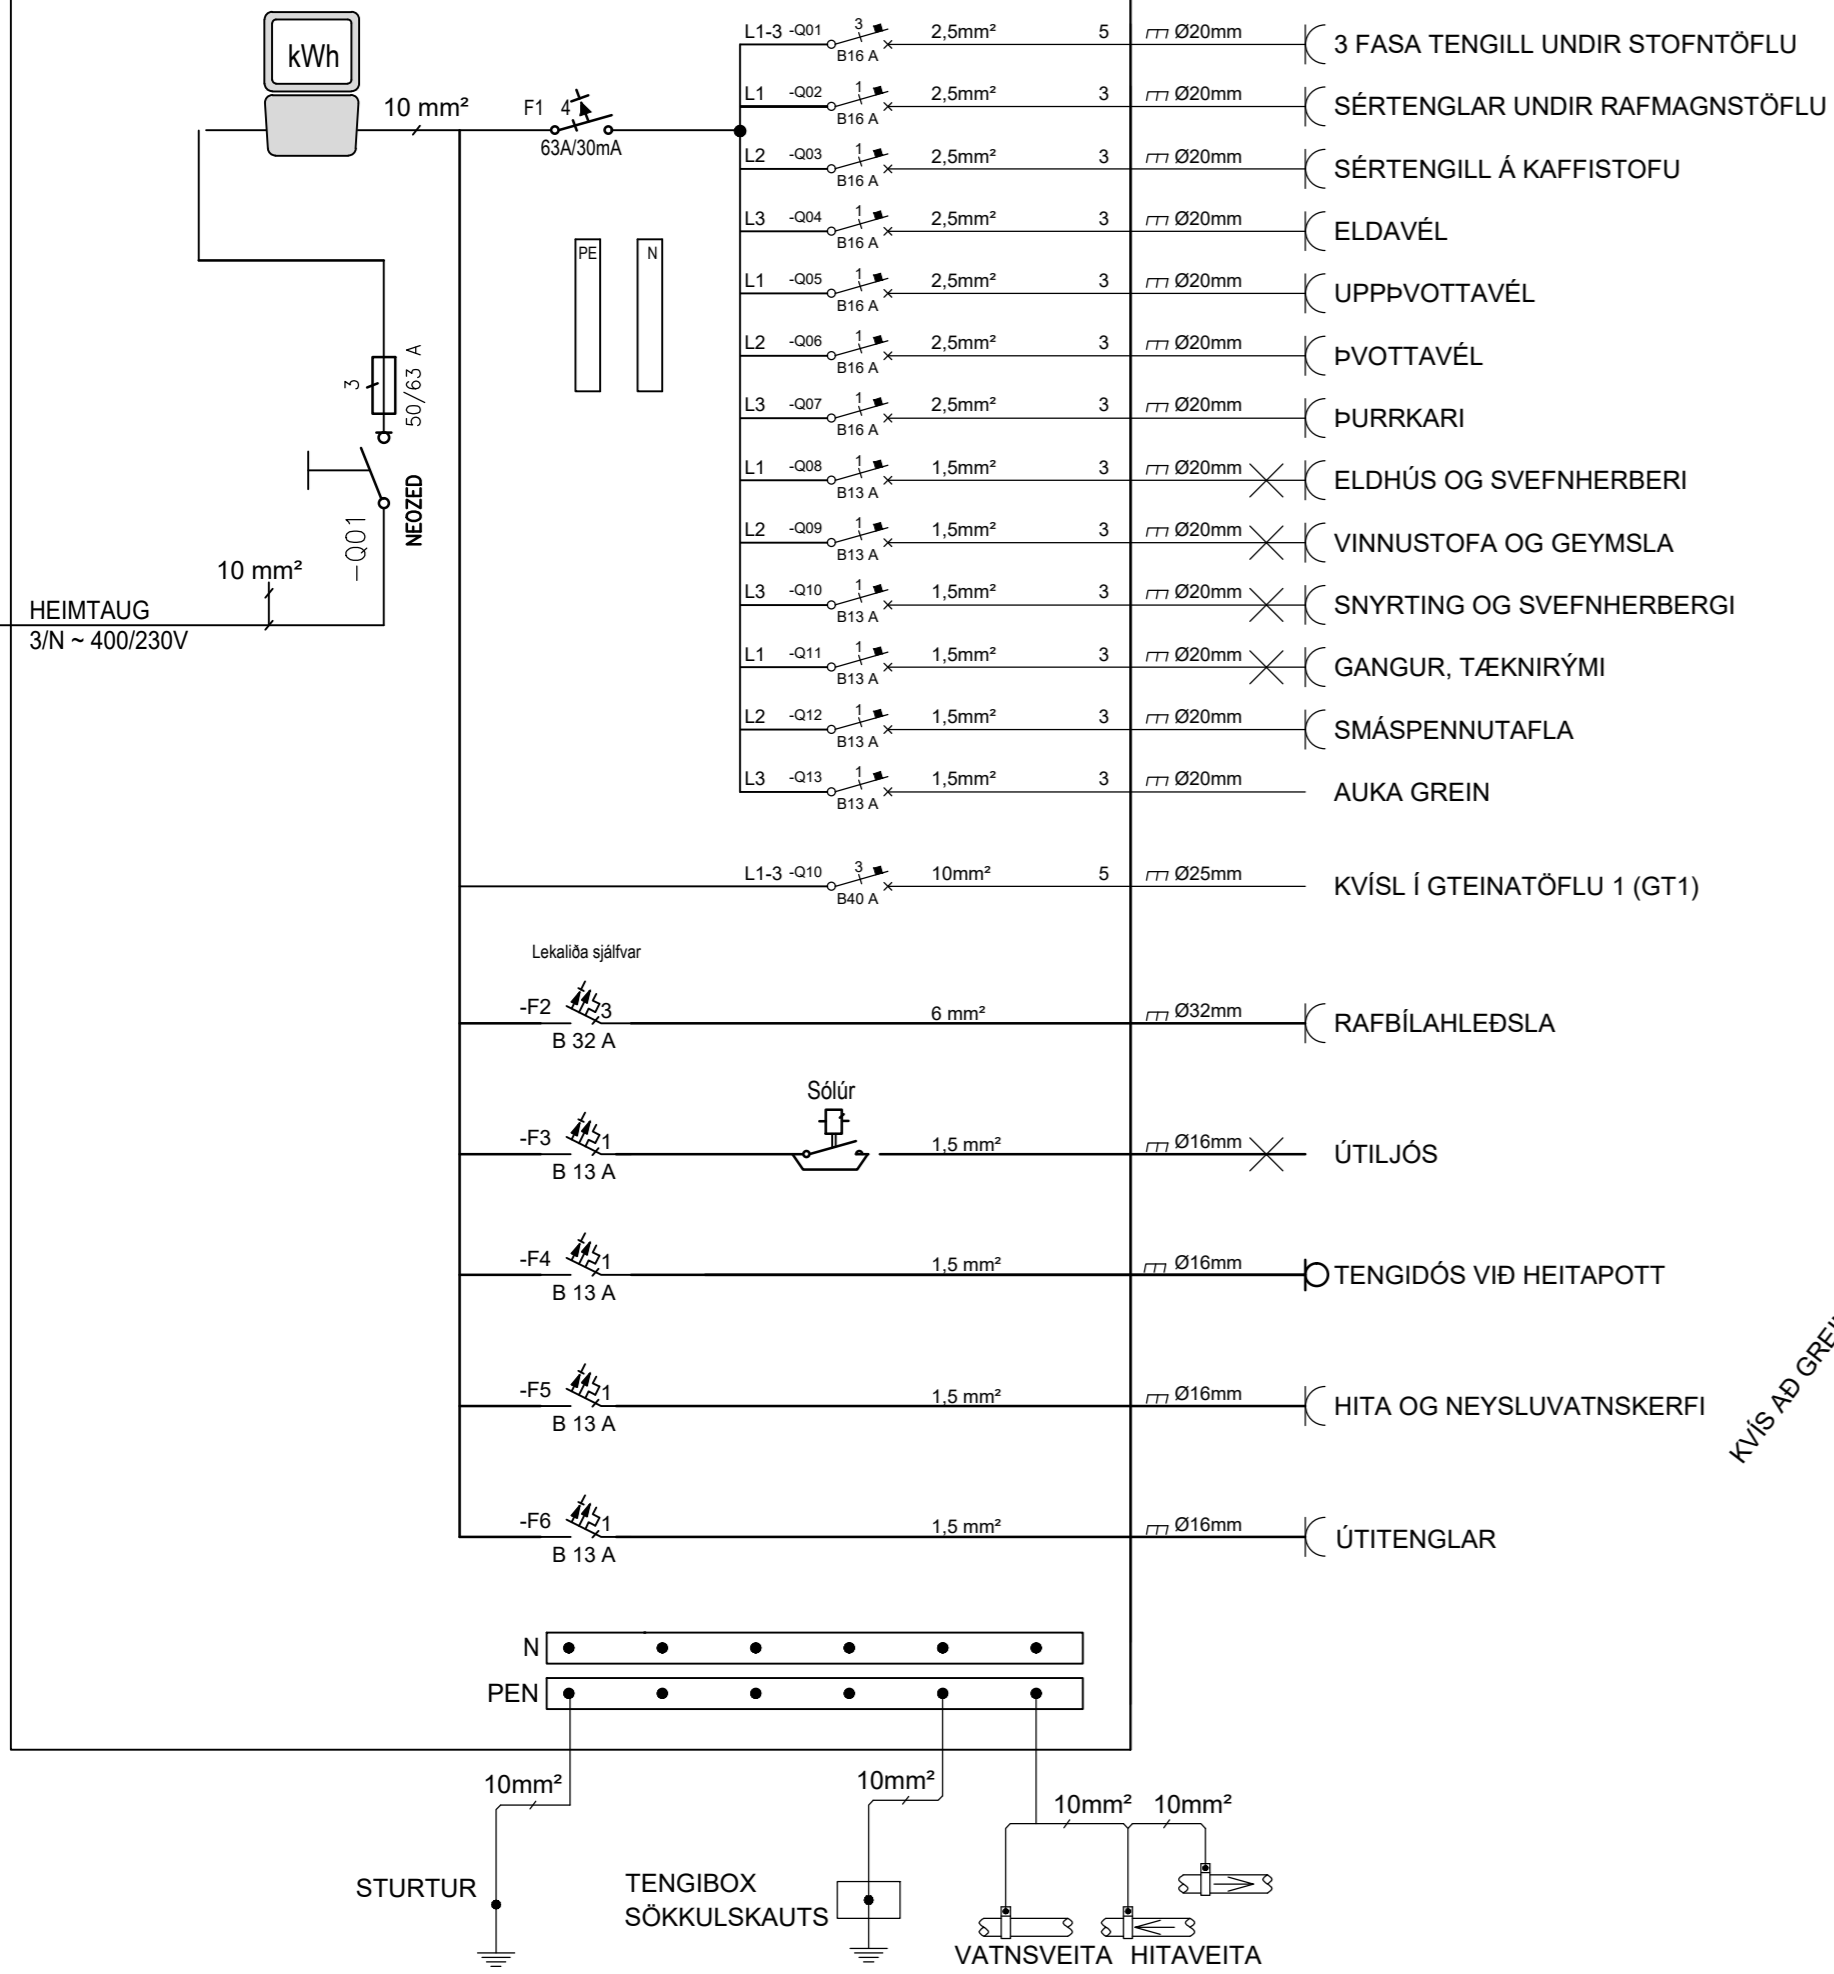 kWh
10 mm²
F1 4
63A/30mA
PE
N
3
50/63 A
NEOZED
-Q01
10 mm²
HEIMTAUG
3/N ~ 400/230V
L1-3 -Q01 3 B16 A 2,5mm² 5 Ø20mm 3 FASA TENGILL UNDIR STOFNTÖFLU
L1 -Q02 1 B16 A 2,5mm² 3 Ø20mm SÉRTENGLAR UNDIR RAFMAGNSTÖFLU
L2 -Q03 1 B16 A 2,5mm² 3 Ø20mm SÉRTENGILL Á KAFFISTOFU
L3 -Q04 1 B16 A 2,5mm² 3 Ø20mm ELDAVÉL
L1 -Q05 1 B16 A 2,5mm² 3 Ø20mm UPPÞVOTTAVÉL
L2 -Q06 1 B16 A 2,5mm² 3 Ø20mm ÞVOTTAVÉL
L3 -Q07 1 B16 A 2,5mm² 3 Ø20mm ÞURRKARI
L1 -Q08 1 B13 A 1,5mm² 3 Ø20mm ELDHÚS OG SVEFNHERBERI
L2 -Q09 1 B13 A 1,5mm² 3 Ø20mm VINNUSTOFA OG GEYMSLA
L3 -Q10 1 B13 A 1,5mm² 3 Ø20mm SNYRTING OG SVEFNHERBERGI
L1 -Q11 1 B13 A 1,5mm² 3 Ø20mm GANGUR, TÆKNIRÝMI
L2 -Q12 1 B13 A 1,5mm² 3 Ø20mm SMÁSPENNUTAFLA
L3 -Q13 1 B13 A 1,5mm² 3 Ø20mm AUKA GREIN
L1-3 -Q10 3 B40 A 10mm² 5 Ø25mm KVÍSL Í GTEINATÖFLU 1 (GT1)
Lekaliða sjálfvar
-F2 3 B 32 A 6 mm² Ø32mm RAFBÍLAHLEÐSLA
Sólúr
-F3 1 B 13 A 1,5 mm² Ø16mm ÚTILJÓS
-F4 1 B 13 A 1,5 mm² Ø16mm TENGIDÓS VIÐ HEITAPOTT
-F5 1 B 13 A 1,5 mm² Ø16mm HITA OG NEYSLUVATNSKERFI
KVÍS AÐ
-F6 1 B 13 A 1,5 mm² Ø16mm ÚTITENGLAR
N
PEN
10mm²
10mm²
10mm² 10mm²
STURTUR
TENGIBOX
SÖKKULSKAUTS
VATNSVEITA HITAVEITA